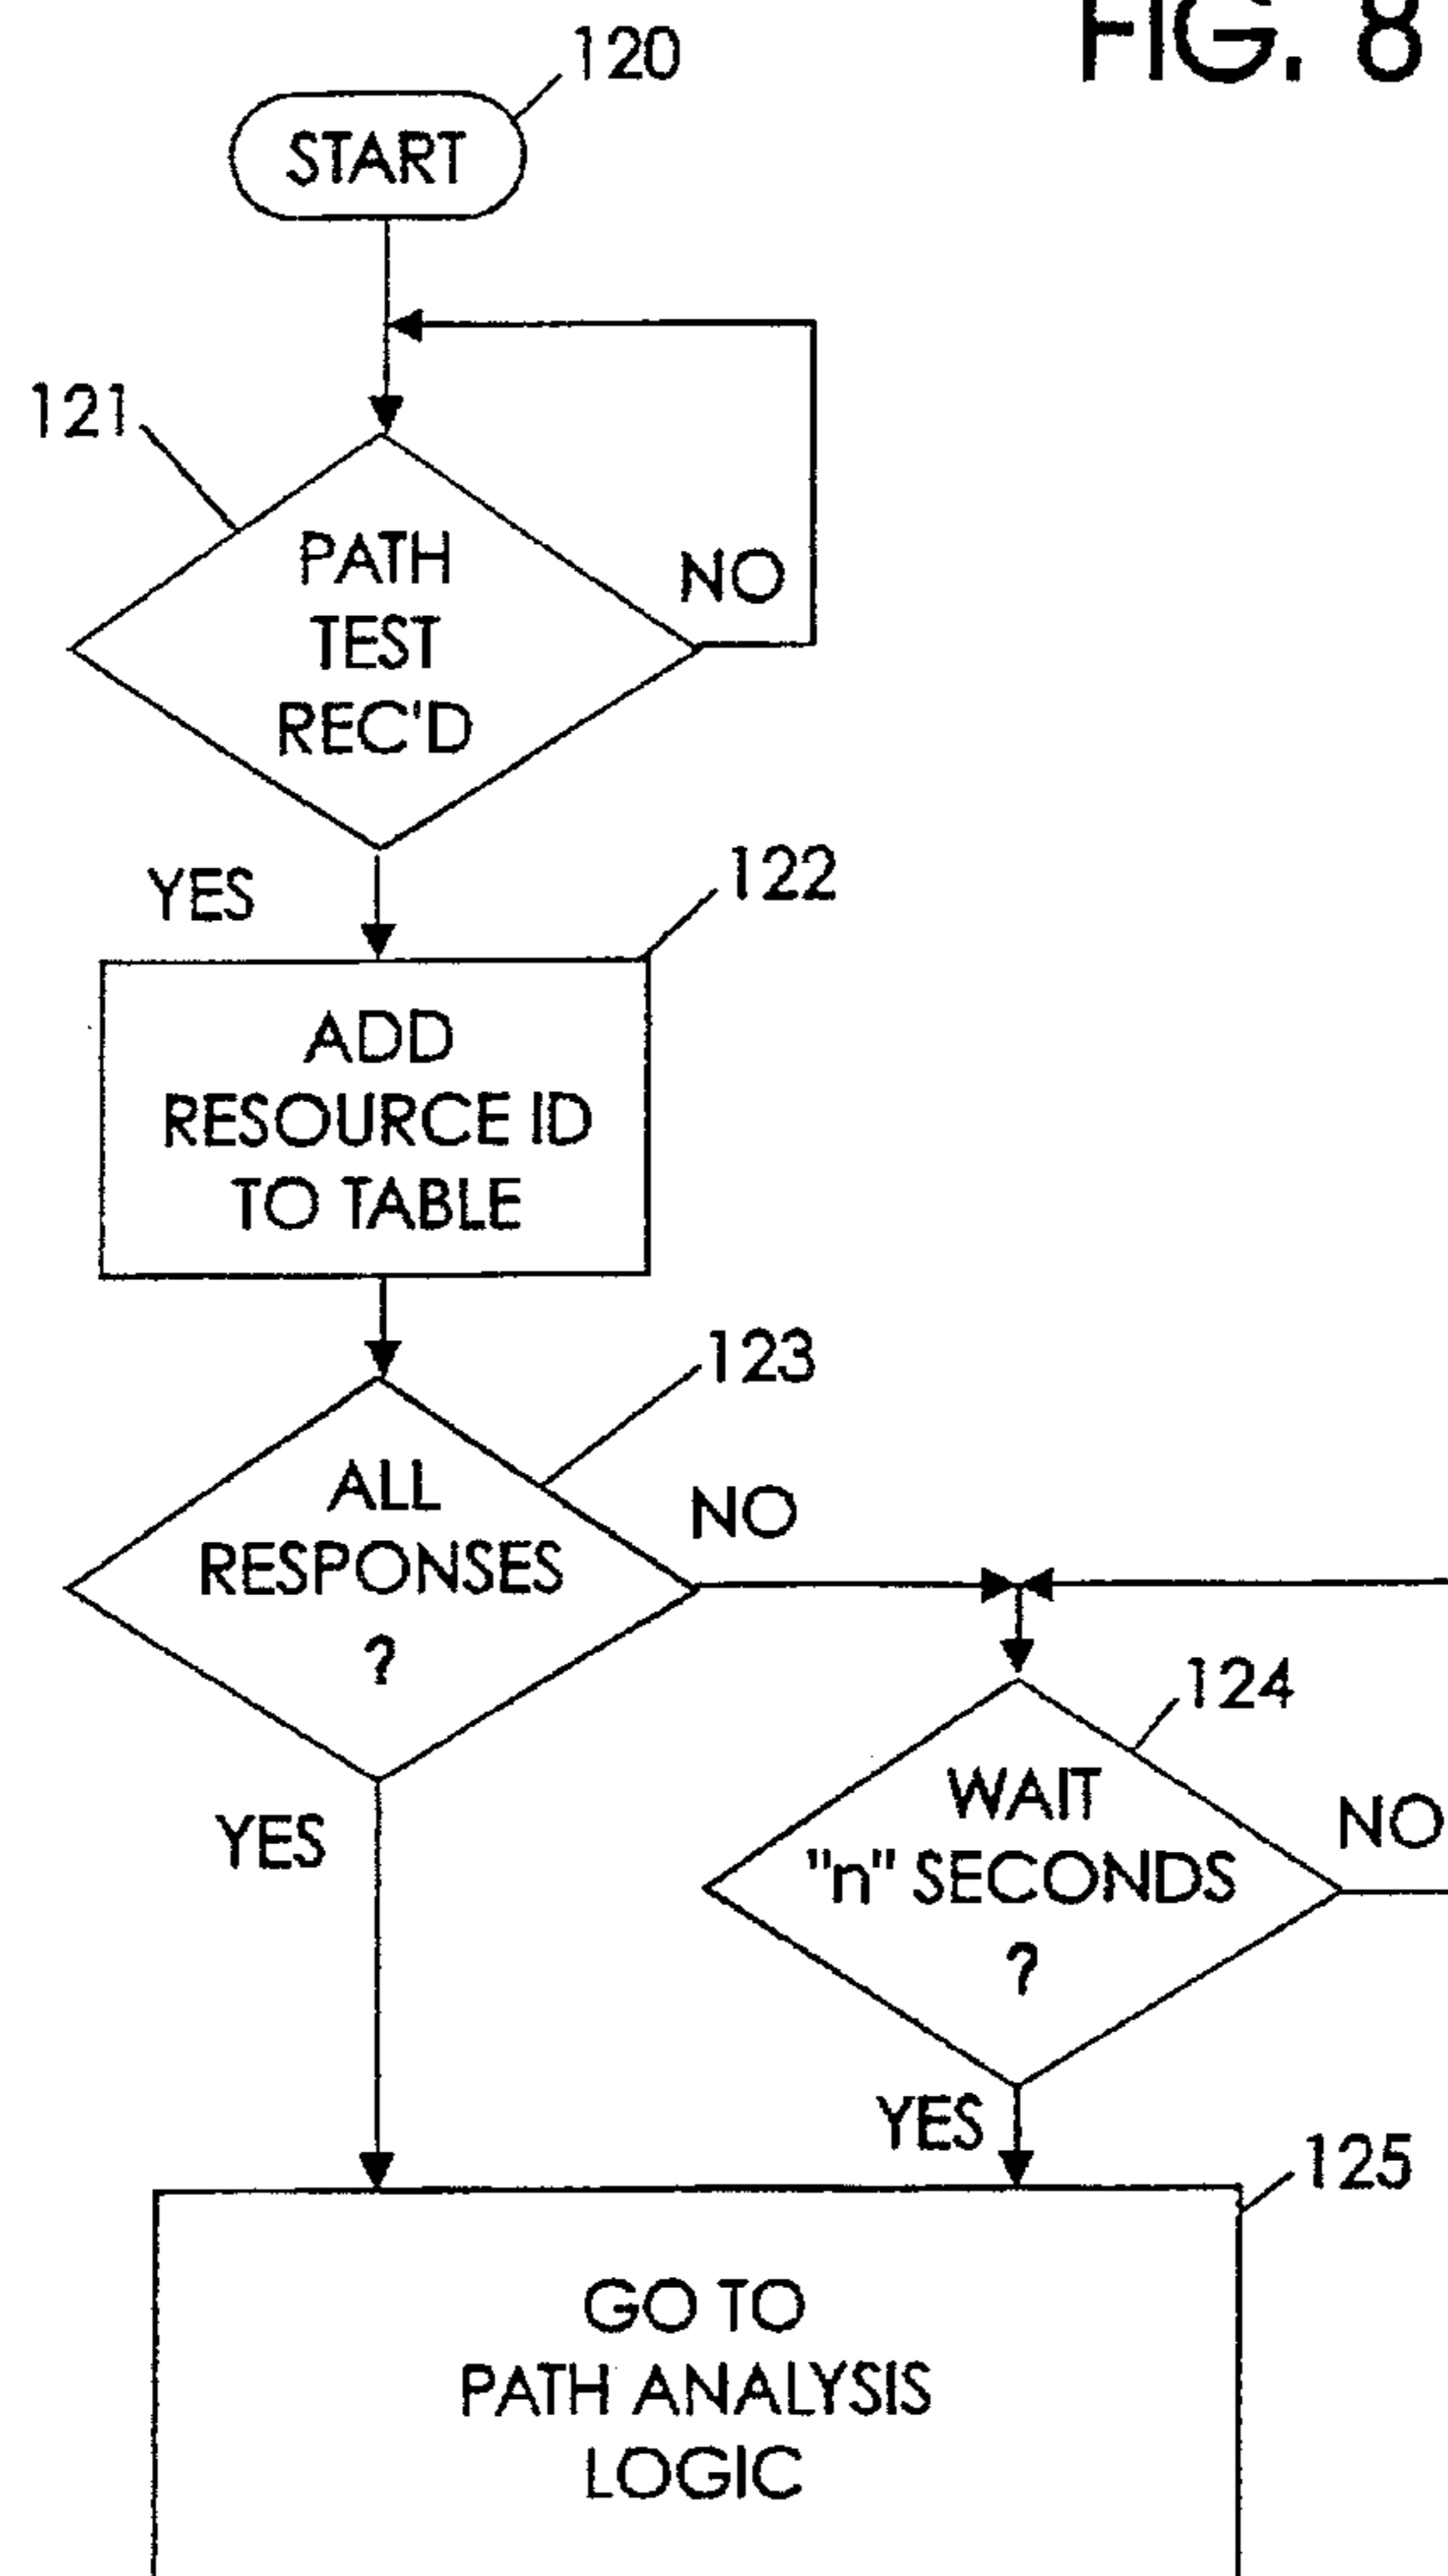 FIG. 8
120
START
121
PATH
TEST
REC'D
NO
YES
122
ADD
RESOURCE ID
TO TABLE
123
ALL
RESPONSES
?
NO
124
WAIT
"n" SECONDS
?
NO
YES
YES
125
GO TO
PATH ANALYSIS
LOGIC